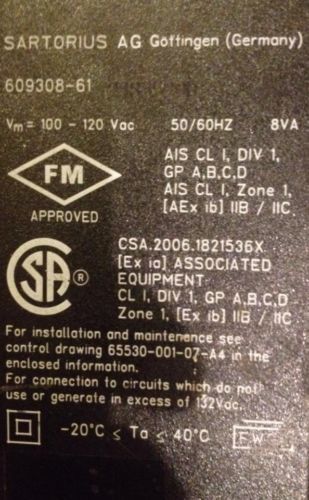 SARTORIUS AG Göttingen (Germany)
609308-61
Vm = 100 - 120 Vac 50/60HZ 8VA
FM
APPROVED
AIS CL I, DIV 1,
GP A,B,C,D
AIS CL I, Zone 1,
[AEx ib] IIB / IIC
CSA.2006.1821536X
SA ®
[Ex ia] ASSOCIATED
EQUIPMENT
CL I, DIV 1, GP A,B,C,D
Zone 1, [Ex ib] IIB / IIC
For installation and maintenence see
control drawing 65530-001-07-A4 in the
enclosed information.
For connection to circuits which do not
use or generate in excess of 132Vac.
-20°C ≤ Ta ≤ 40°C FW